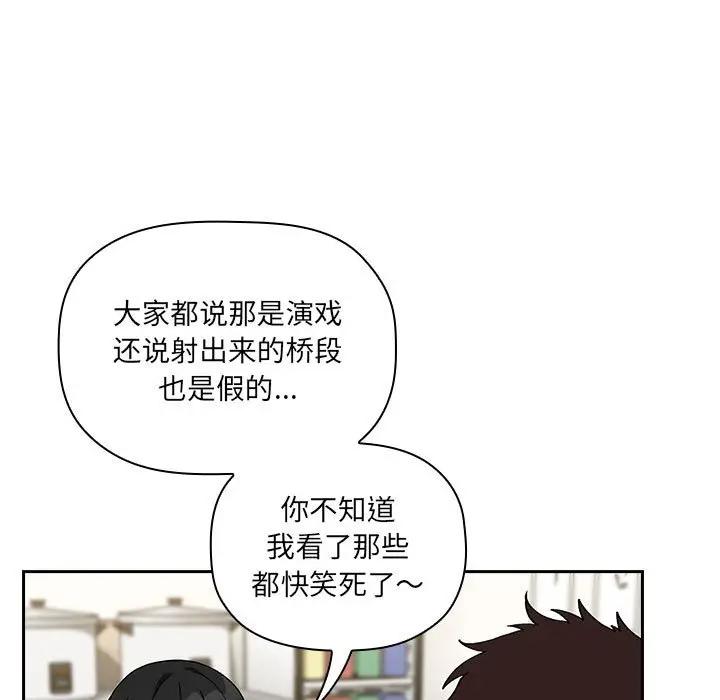 大家都说那是演戏
还说射出来的桥段
也是假的...
你不知道
我看了那些
都快笑死了～